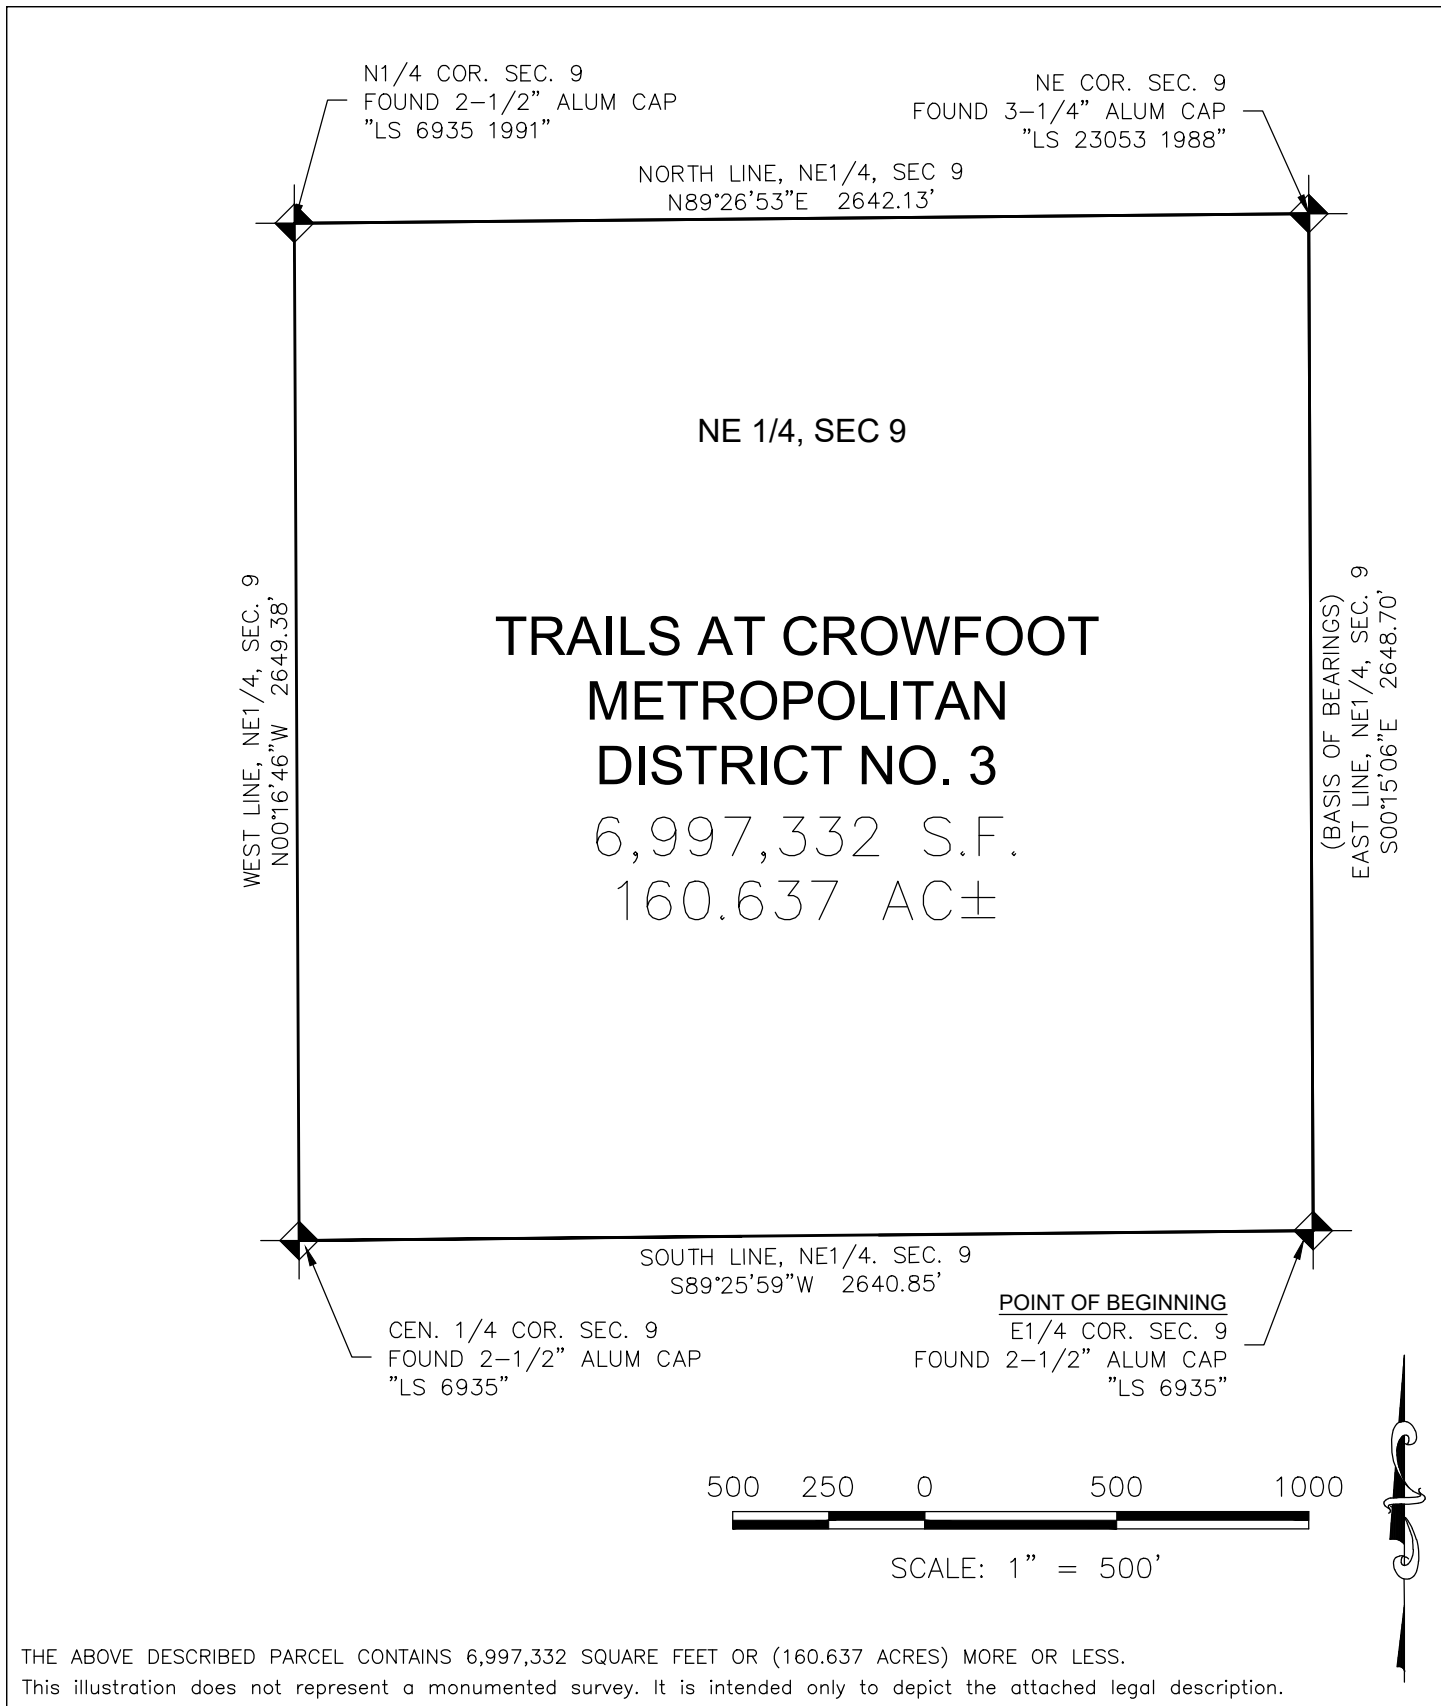 N1/4 COR. SEC. 9
FOUND 2-1/2" ALUM CAP
"LS 6935 1991"
NE COR. SEC. 9
FOUND 3-1/4" ALUM CAP
"LS 23053 1988"
NORTH LINE, NE1/4, SEC 9
N89°26'53"E 2642.13'
NE 1/4, SEC 9
WEST LINE, NE1/4, SEC. 9
N00°16'46"W 2649.38'
TRAILS AT CROWFOOT
METROPOLITAN
DISTRICT NO. 3
6,997,332 S.F.
160.637 AC±
(BASIS OF BEARINGS)
EAST LINE, NE1/4, SEC. 9
S00°15'06"E 2648.70'
SOUTH LINE, NE1/4. SEC. 9
S89°25'59"W 2640.85'
CEN. 1/4 COR. SEC. 9
FOUND 2-1/2" ALUM CAP
"LS 6935"
POINT OF BEGINNING
E1/4 COR. SEC. 9
FOUND 2-1/2" ALUM CAP
"LS 6935"
500 250 0 500 1000
SCALE: 1" = 500'
THE ABOVE DESCRIBED PARCEL CONTAINS 6,997,332 SQUARE FEET OR (160.637 ACRES) MORE OR LESS.
This illustration does not represent a monumented survey. It is intended only to depict the attached legal description.